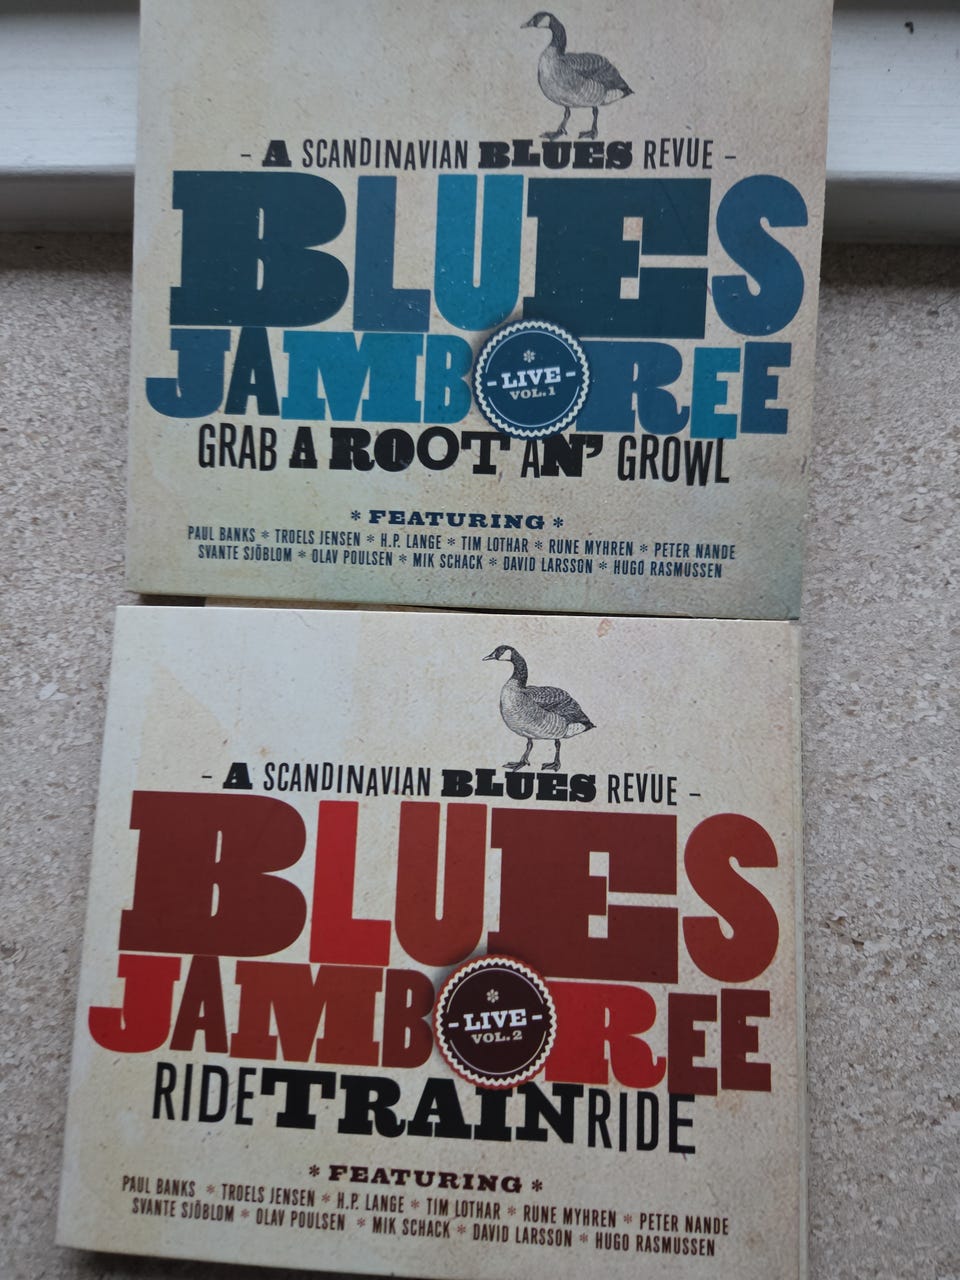 – A SCANDINAVIAN BLUES REVUE –
BLUES
JAMBOREE
– LIVE –
VOL.1
GRAB A ROOT AN' GROWL
* FEATURING *
PAUL BANKS * TROELS JENSEN * H.P. LANGE * TIM LOTHAR * RUNE MYHREN * PETER NANDE
SVANTE SJÖBLOM * OLAV POULSEN * MIK SCHACK * DAVID LARSSON * HUGO RASMUSSEN
– A SCANDINAVIAN BLUES REVUE –
BLUES
JAMBOREE
– LIVE –
VOL.2
RIDE TRAIN RIDE
* FEATURING *
PAUL BANKS * TROELS JENSEN * H.P. LANGE * TIM LOTHAR * RUNE MYHREN * PETER NANDE
SVANTE SJÖBLOM * OLAV POULSEN * MIK SCHACK * DAVID LARSSON * HUGO RASMUSSEN